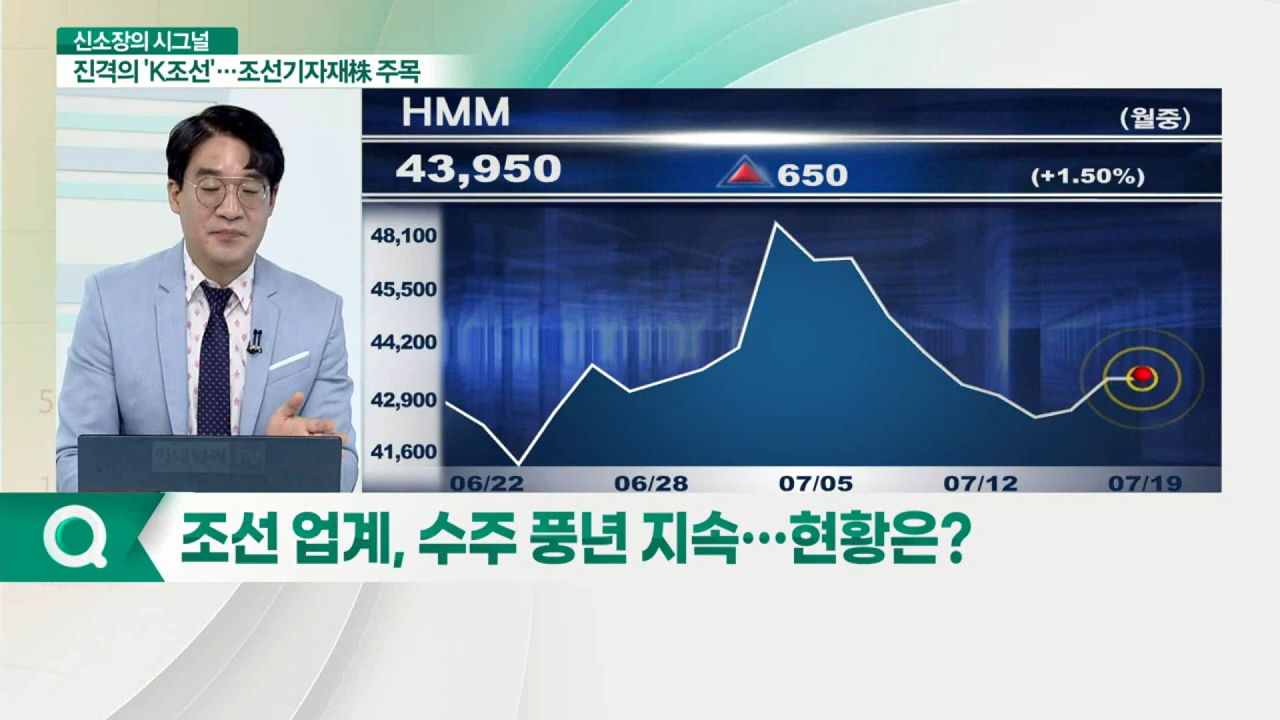 신소장의 시그널
진격의 'K조선'…조선기자재株 주목
HMM
(월중)
43,950
650
(+1.50%)
48,100
45,500
44,200
42,900
41,600
06/22
06/28
07/05
07/12
07/19
조선 업계, 수주 풍년 지속…현황은?